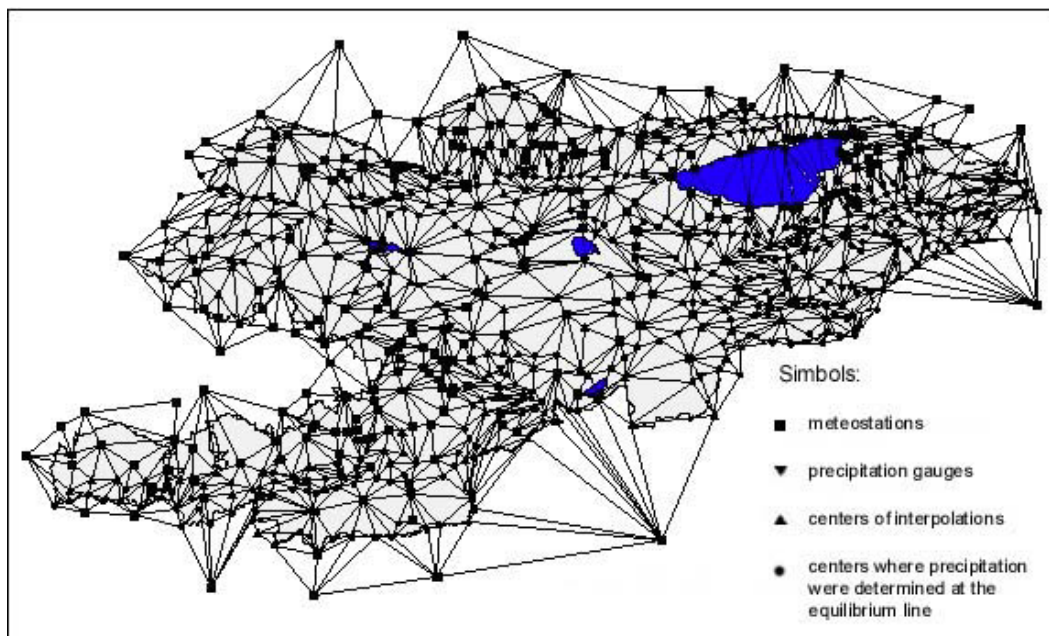 Simbols:
meteostations
precipitation gauges
centers of interpolations
centers where precipitation
were determined at the
equilibrium line